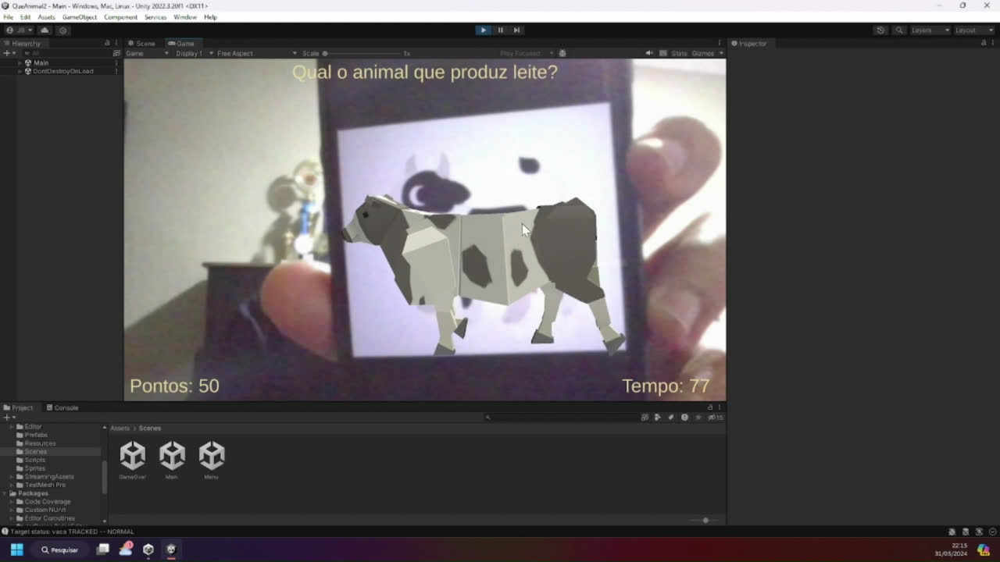 QueAnimal2 - Main - Windows, Mac, Linux - Unity 2022.3.20f1 <DX11>
File Edit Assets GameObject Component Services Window Help
JB
Layers Layout
Hierarchy Scene Game Inspector
All Game Display 1 Free Aspect Scale 1x Play Focused Stats Gizmos
Main
DontDestroyOnLoad
Qual o animal que produz leite?
Pontos: 50 Tempo: 77
Project Console
15
Editor
Assets > Scenes
Prefabs
Resources
Scenes
Scripts
Sprites
StreamingAssets
GameOver Main Menu
TextMesh Pro
Packages
Code Coverage
Custom NUnit
Editor Coroutines
Target status: vaca TRACKED -- NORMAL
Pesquisar
22:15
31/05/2024